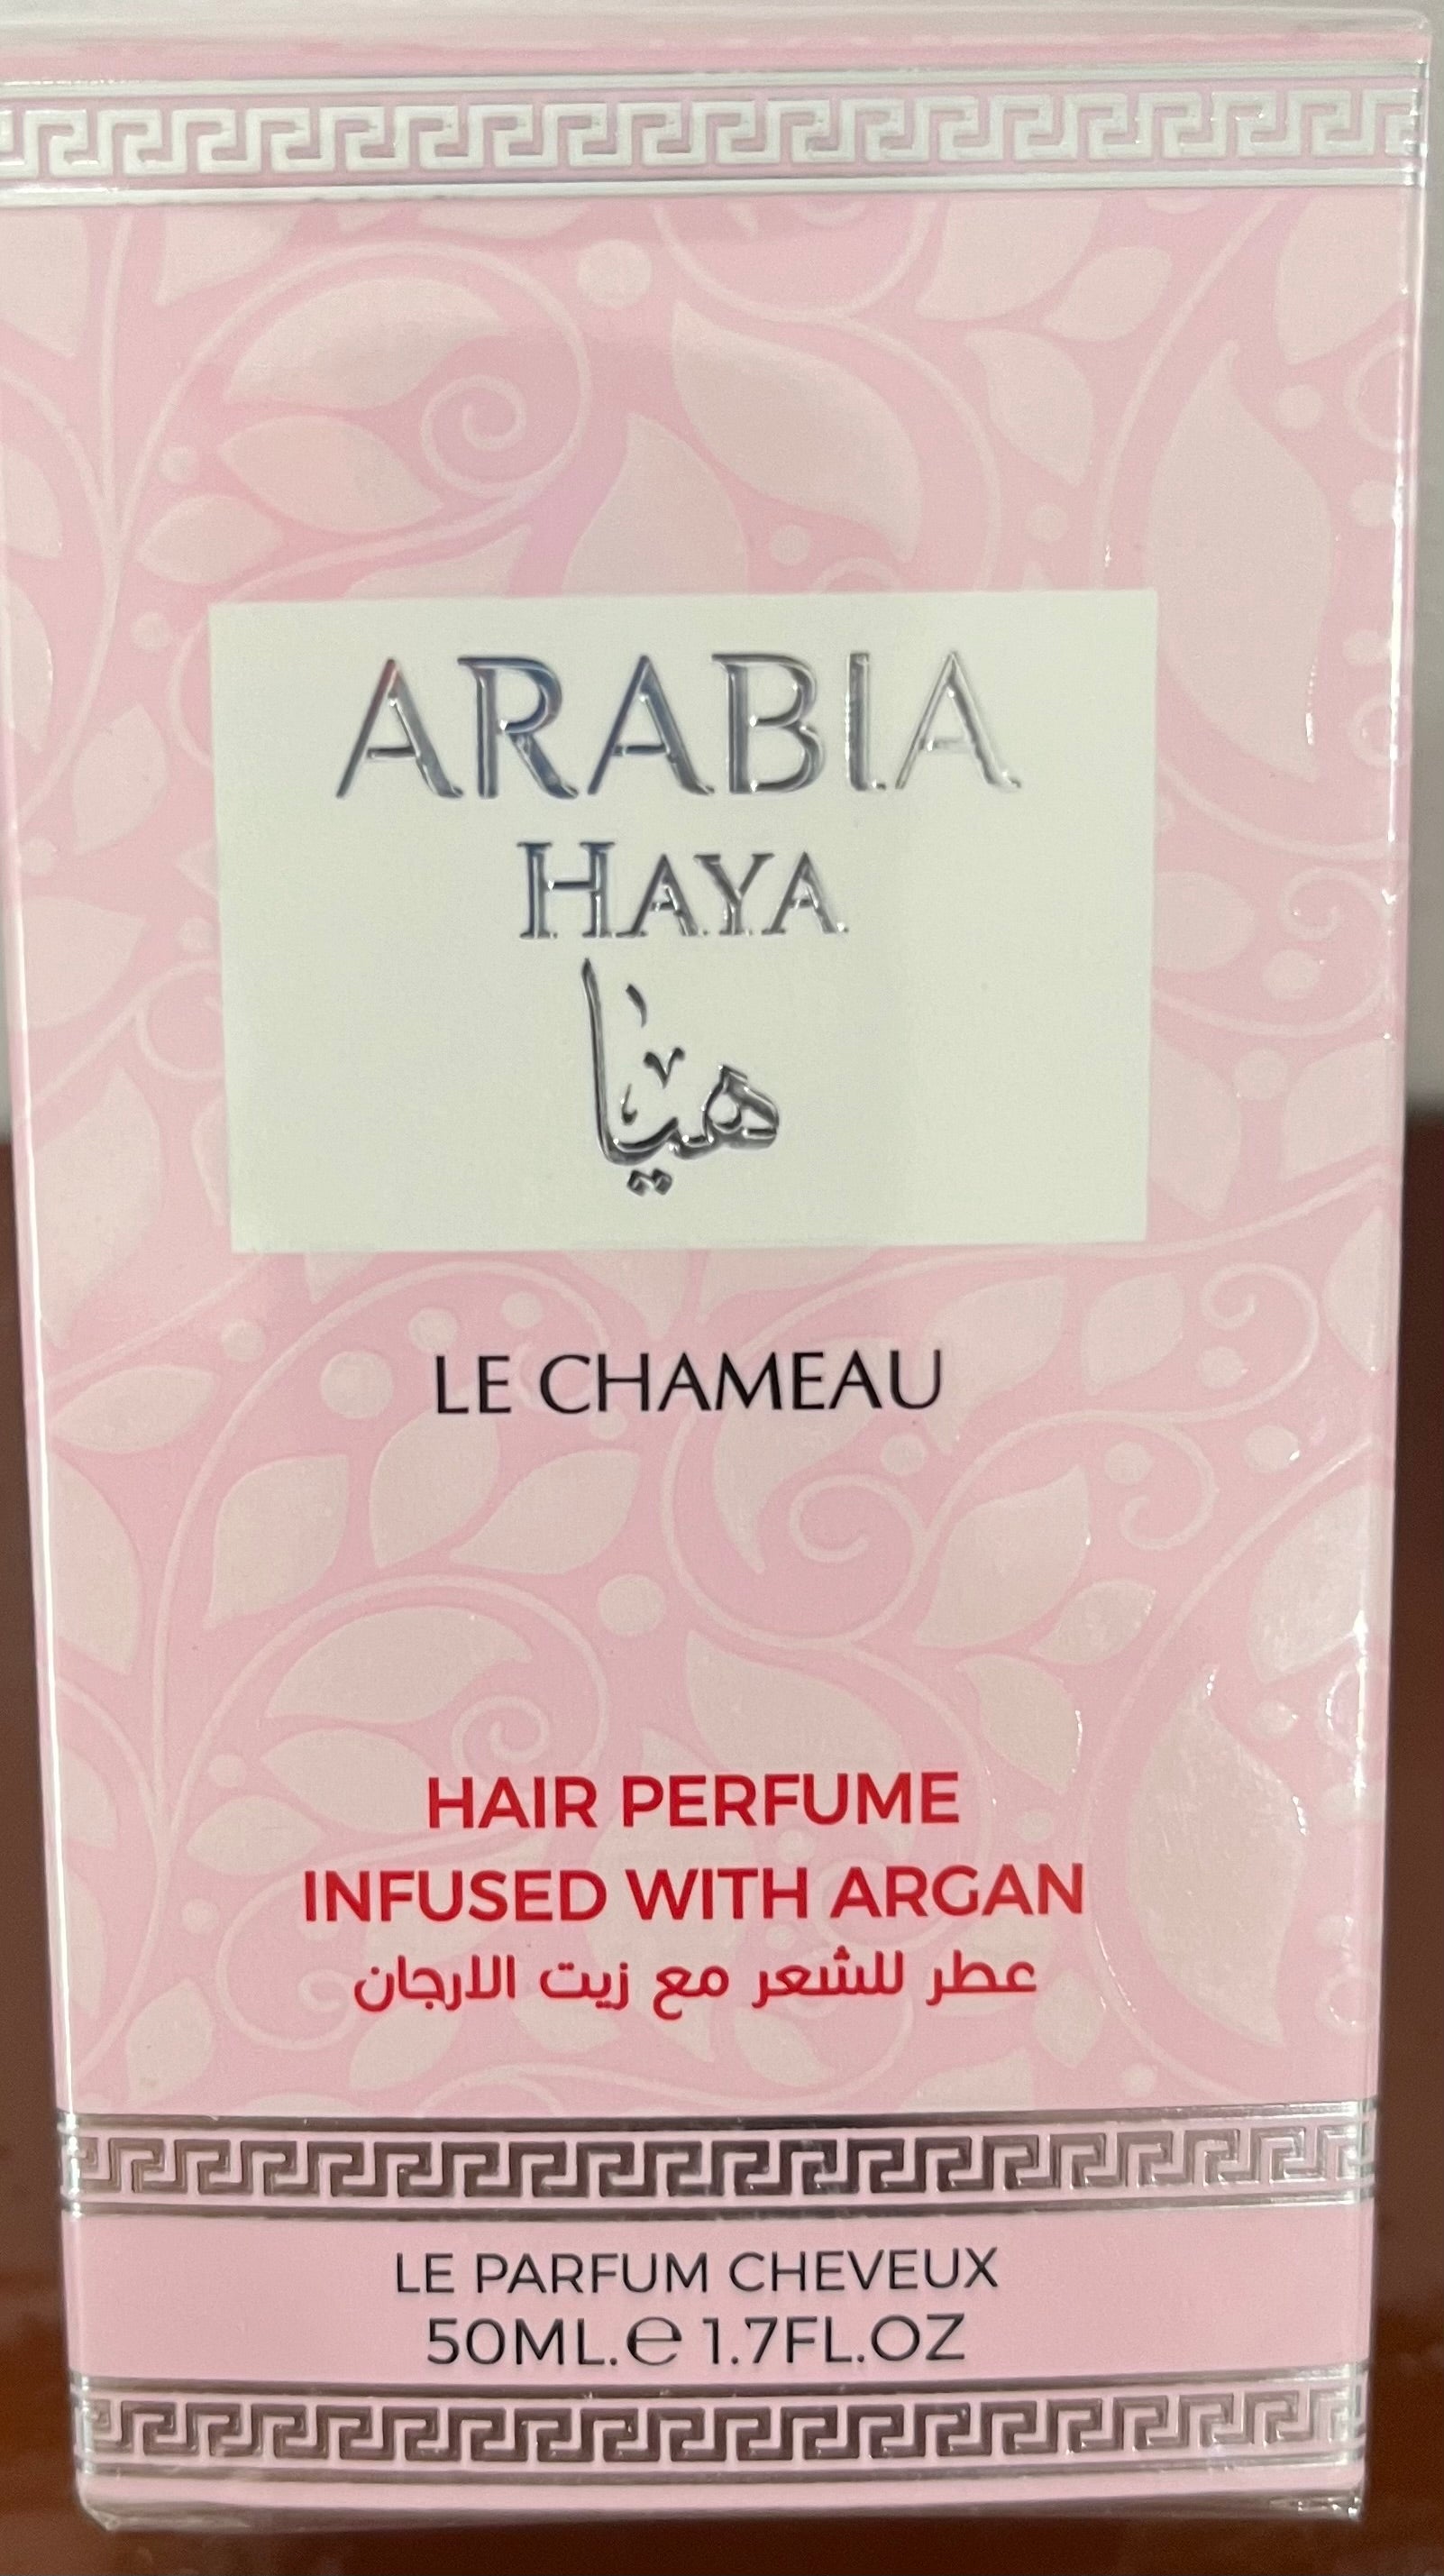 ARABIA
HAYA
هيا
LE CHAMEAU
HAIR PERFUME
INFUSED WITH ARGAN
عطر للشعر مع زيت الارجان
LE PARFUM CHEVEUX
50ML.℮ 1.7FL.OZ